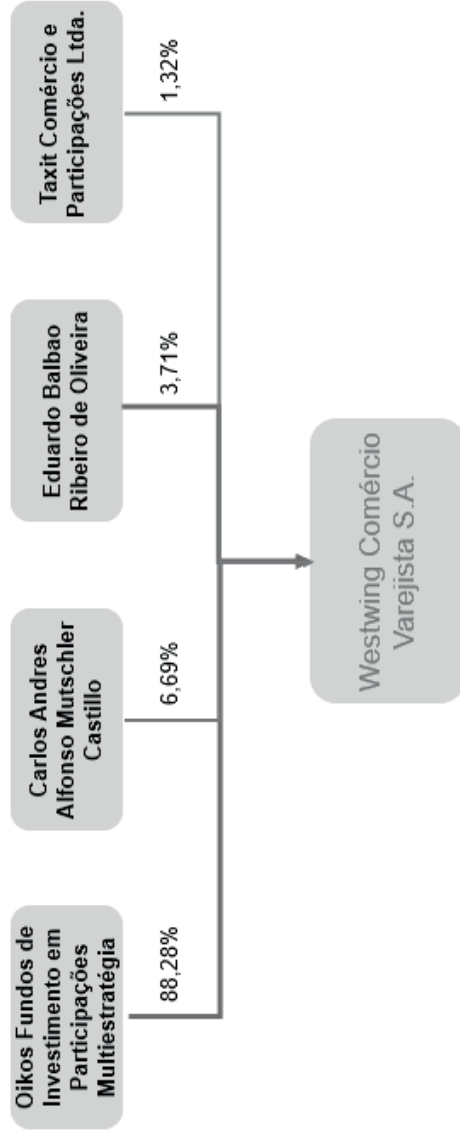 Oikos Fundos de
Investimento em
Participações
Multiestratégia
88,28%
Carlos Andres
Alfonso Mutschler
Castillo
6,69%
Eduardo Balbao
Ribeiro de Oliveira
3,71%
Taxit Comércio e
Participações Ltda.
1,32%
Westwing Comércio
Varejista S.A.